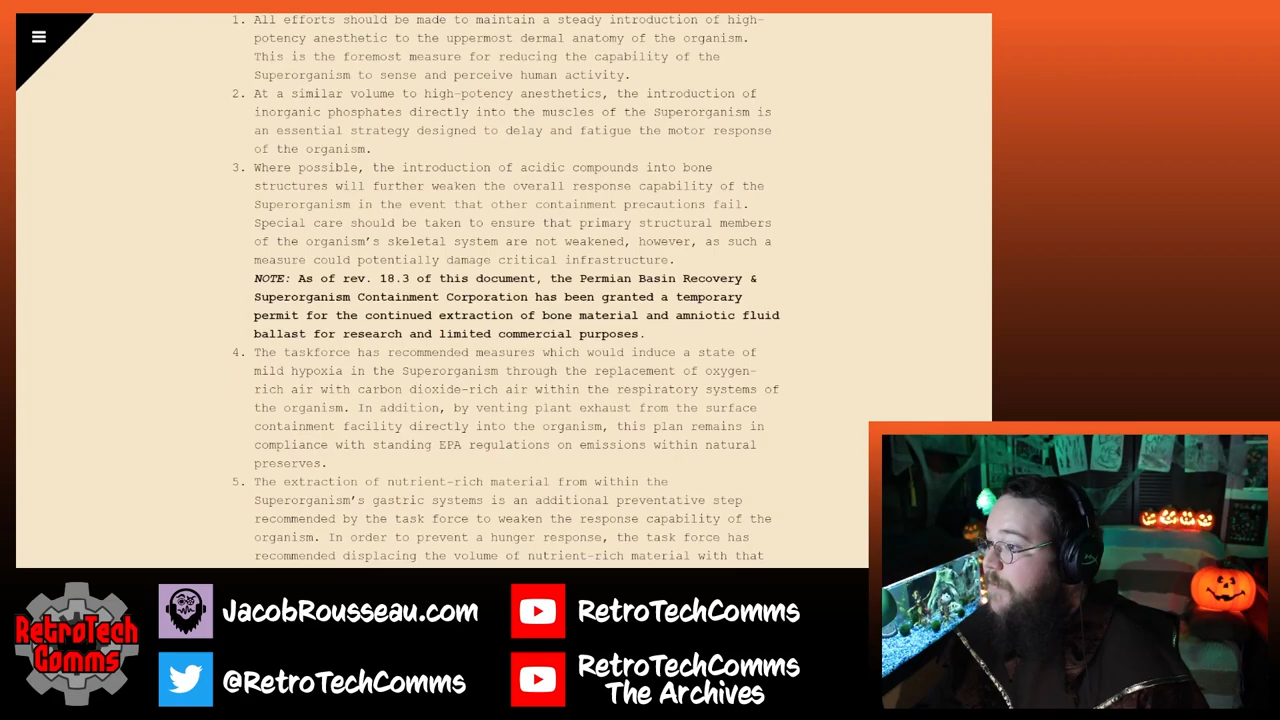 1. All efforts should be made to maintain a steady introduction of high-
potency anesthetic to the uppermost dermal anatomy of the organism.
This is the foremost measure for reducing the capability of the
Superorganism to sense and perceive human activity.
2. At a similar volume to high-potency anesthetics, the introduction of
inorganic phosphates directly into the muscles of the Superorganism is
an essential strategy designed to delay and fatigue the motor response
of the organism.
3. Where possible, the introduction of acidic compounds into bone
structures will further weaken the overall response capability of the
Superorganism in the event that other containment precautions fail.
Special care should be taken to ensure that primary structural members
of the organism's skeletal system are not weakened, however, as such a
measure could potentially damage critical infrastructure.
NOTE: As of rev. 18.3 of this document, the Permian Basin Recovery &
Superorganism Containment Corporation has been granted a temporary
permit for the continued extraction of bone material and amniotic fluid
ballast for research and limited commercial purposes.
4. The taskforce has recommended measures which would induce a state of
mild hypoxia in the Superorganism through the replacement of oxygen-
rich air with carbon dioxide-rich air within the respiratory systems of
the organism. In addition, by venting plant exhaust from the surface
containment facility directly into the organism, this plan remains in
compliance with standing EPA regulations on emissions within natural
preserves.
5. The extraction of nutrient-rich material from within the
Superorganism's gastric systems is an additional preventative step
recommended by the task force to weaken the response capability of the
organism. In order to prevent a hunger response, the task force has
recommended displacing the volume of nutrient-rich material with that
RetroTech
Comms
JacobRousseau.com
@RetroTechComms
RetroTechComms
RetroTechComms
The Archives